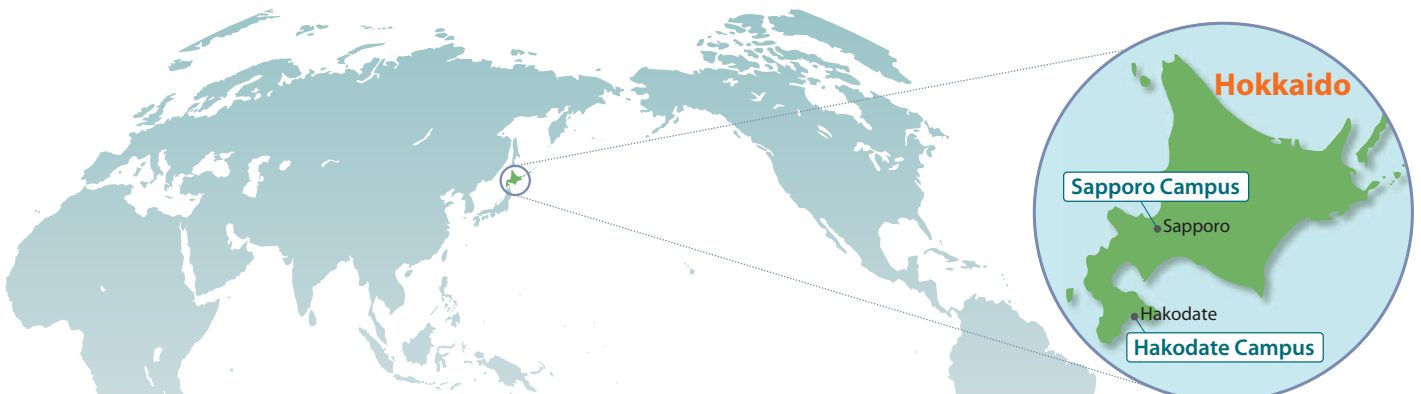 Hokkaido
Sapporo Campus
Sapporo
Hakodate
Hakodate Campus